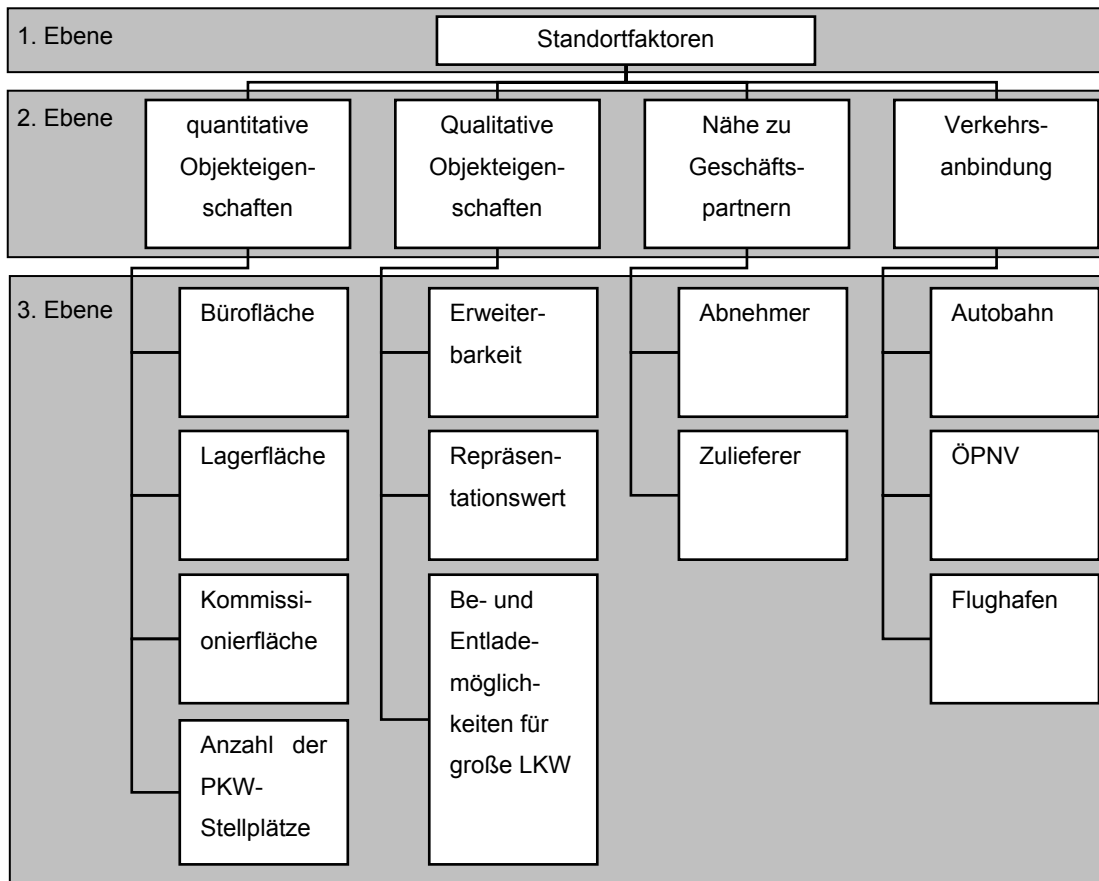 1. Ebene
Standortfaktoren
2. Ebene
quantitative
Objekteigen-
schaften
Qualitative
Objekteigen-
schaften
Nähe zu
Geschäfts-
partnern
Verkehrs-
anbindung
3. Ebene
Bürofläche
Lagerfläche
Kommissi-
onierfläche
Anzahl der
PKW-
Stellplätze
Erweiter-
barkeit
Repräsen-
tationswert
Be- und
Entlade-
möglich-
keiten für
große LKW
Abnehmer
Zulieferer
Autobahn
ÖPNV
Flughafen